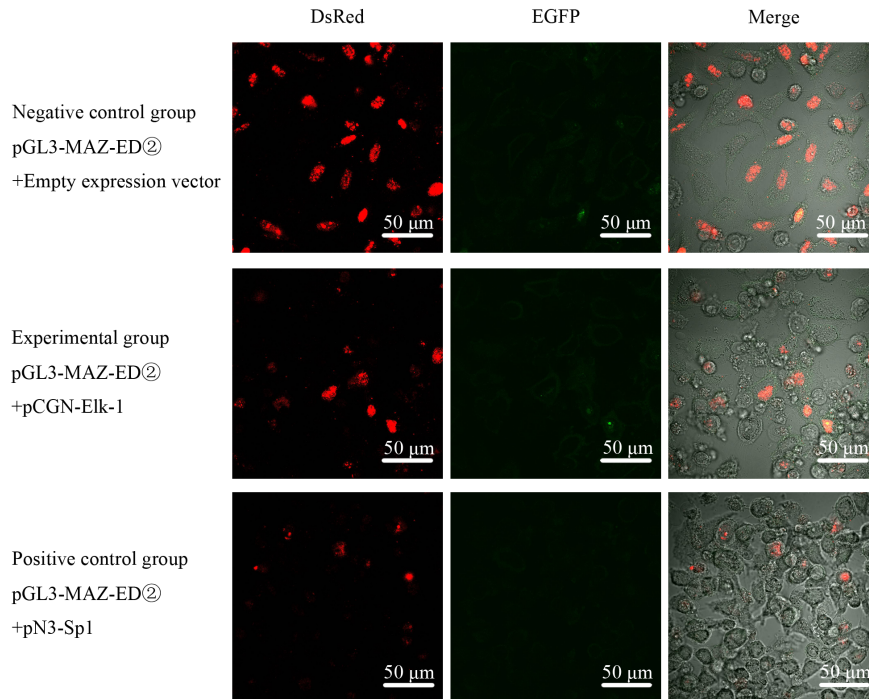 DsRed EGFP Merge
Negative control group
pGL3-MAZ-ED②
+Empty expression vector
50 μm 50 μm 50 μm
Experimental group
pGL3-MAZ-ED②
+pCGN-Elk-1
50 μm 50 μm 50 μm
Positive control group
pGL3-MAZ-ED②
+pN3-Sp1
50 μm 50 μm 50 μm